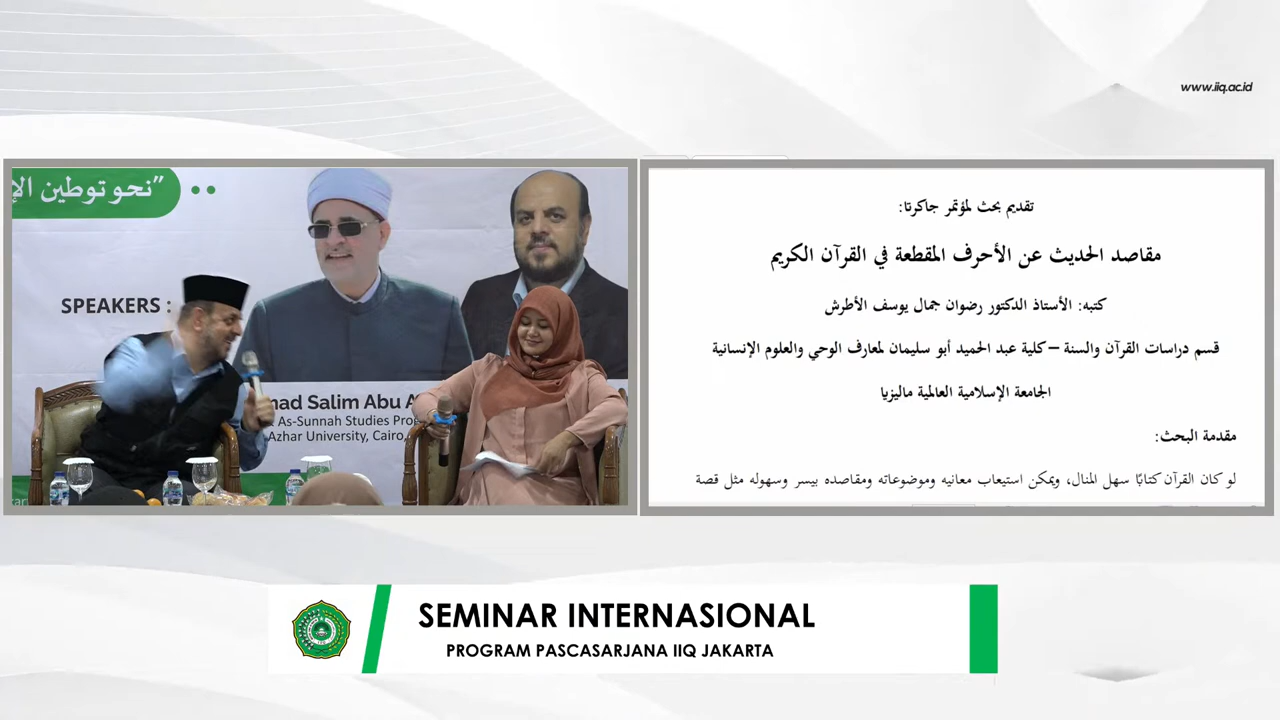 www.iiq.ac.id
”نحو توطين
SPEAKERS :
mad Salim Abu A
As-Sunnah Studies Pro
Azhar University, Cairo,
تقديم بحث لمؤتمر جاكرتا:
مقاصد الحديث عن الأحرف المقطعة في القرآن الكريم
كتبه: الأستاذ الدكتور رضوان جمال يوسف الأطرش
قسم دراسات القرآن والسنة – كلية عبد الحميد أبو سليمان لمعارف الوحي والعلوم الإنسانية
الجامعة الإسلامية العالمية ماليزيا
مقدمة البحث:
لو كان القرآن كتابًا سهل المنال، ويمكن استيعاب معانيه وموضوعاته ومقاصده بيسر وسهوله مثل قصة
SEMINAR INTERNASIONAL
PROGRAM PASCASARJANA IIQ JAKARTA